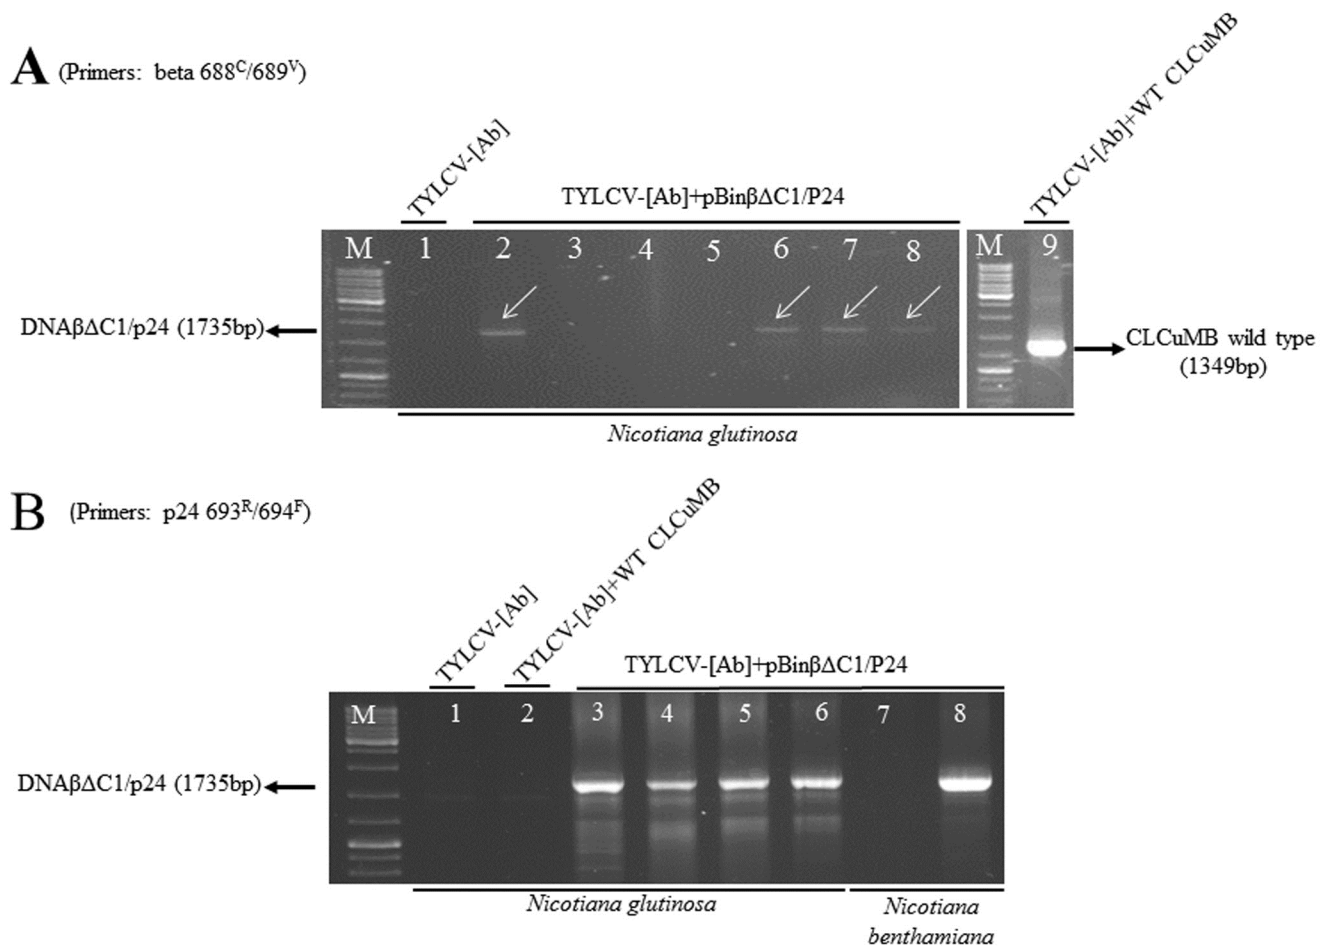 A (Primers: beta 688ᶜ/689ⱽ)
TYLCV-[Ab]
TYLCV-[Ab]+pBinβΔC1/P24
TYLCV-[Ab]+WT CLCuMB
M 1 2 3 4 5 6 7 8 M 9
DNAβΔC1/p24 (1735bp)
CLCuMB wild type
(1349bp)
Nicotiana glutinosa
B (Primers: p24 693ᴿ/694ᶠ)
TYLCV-[Ab]
TYLCV-[Ab]+WT CLCuMB
TYLCV-[Ab]+pBinβΔC1/P24
M 1 2 3 4 5 6 7 8
DNAβΔC1/p24 (1735bp)
Nicotiana glutinosa
Nicotiana
benthamiana